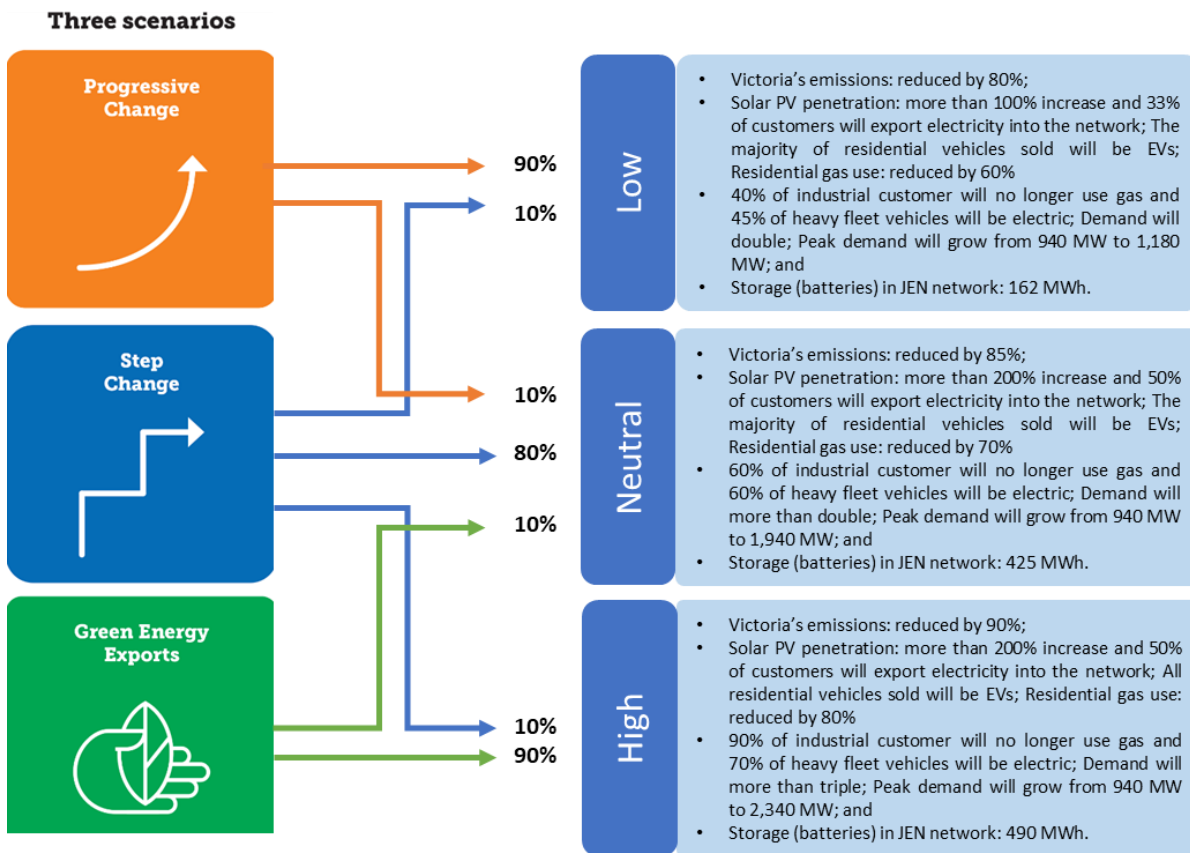 Three scenarios
Progressive
Change
90%
10%
Low
• Victoria's emissions: reduced by 80%;
• Solar PV penetration: more than 100% increase and 33%
of customers will export electricity into the network; The
majority of residential vehicles sold will be EVs;
Residential gas use: reduced by 60%
• 40% of industrial customer will no longer use gas and
45% of heavy fleet vehicles will be electric; Demand will
double; Peak demand will grow from 940 MW to 1,180
MW; and
• Storage (batteries) in JEN network: 162 MWh.
Step
Change
10%
80%
10%
Neutral
• Victoria's emissions: reduced by 85%;
• Solar PV penetration: more than 200% increase and 50%
of customers will export electricity into the network; The
majority of residential vehicles sold will be EVs;
Residential gas use: reduced by 70%
• 60% of industrial customer will no longer use gas and
60% of heavy fleet vehicles will be electric; Demand will
more than double; Peak demand will grow from 940 MW
to 1,940 MW; and
• Storage (batteries) in JEN network: 425 MWh.
Green Energy
Exports
10%
90%
High
• Victoria's emissions: reduced by 90%;
• Solar PV penetration: more than 200% increase and 50%
of customers will export electricity into the network; All
residential vehicles sold will be EVs; Residential gas use:
reduced by 80%
• 90% of industrial customer will no longer use gas and
70% of heavy fleet vehicles will be electric; Demand will
more than triple; Peak demand will grow from 940 MW
to 2,340 MW; and
• Storage (batteries) in JEN network: 490 MWh.